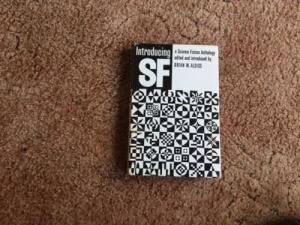 Introducing
SF
a Science Fiction Anthology
edited and introduced by
BRIAN W. ALDISS